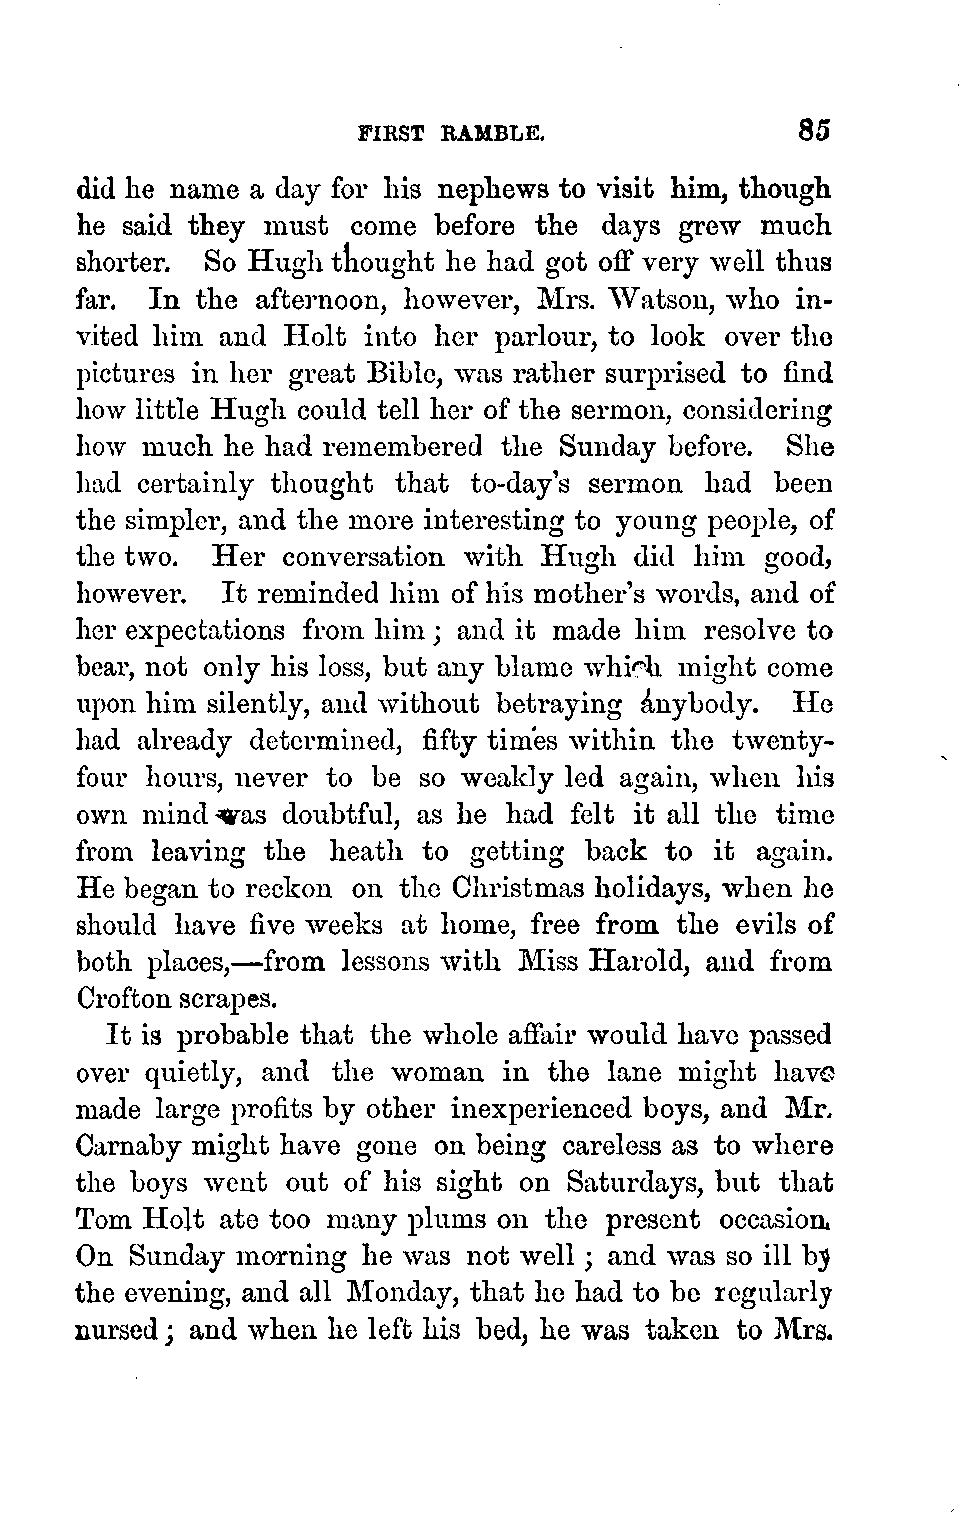 FIRST RAMBLE. 85
did he name a day for his nephews to visit him, though
he said they must come before the days grew much
shorter. So Hugh thought he had got off very well thus
far. In the afternoon, however, Mrs. Watson, who in-
vited him and Holt into her parlour, to look over the
pictures in her great Bible, was rather surprised to find
how little Hugh could tell her of the sermon, considering
how much he had remembered the Sunday before. She
had certainly thought that to-day's sermon had been
the simpler, and the more interesting to young people, of
the two. Her conversation with Hugh did him good,
however. It reminded him of his mother's words, and of
her expectations from him; and it made him resolve to
bear, not only his loss, but any blame which might come
upon him silently, and without betraying anybody. He
had already determined, fifty times within the twenty-
four hours, never to be so weakly led again, when his
own mind was doubtful, as he had felt it all the time
from leaving the heath to getting back to it again.
He began to reckon on the Christmas holidays, when he
should have five weeks at home, free from the evils of
both places,—from lessons with Miss Harold, and from
Crofton scrapes.
It is probable that the whole affair would have passed
over quietly, and the woman in the lane might have
made large profits by other inexperienced boys, and Mr.
Carnaby might have gone on being careless as to where
the boys went out of his sight on Saturdays, but that
Tom Holt ate too many plums on the present occasion.
On Sunday morning he was not well; and was so ill by
the evening, and all Monday, that he had to be regularly
nursed; and when he left his bed, he was taken to Mrs.